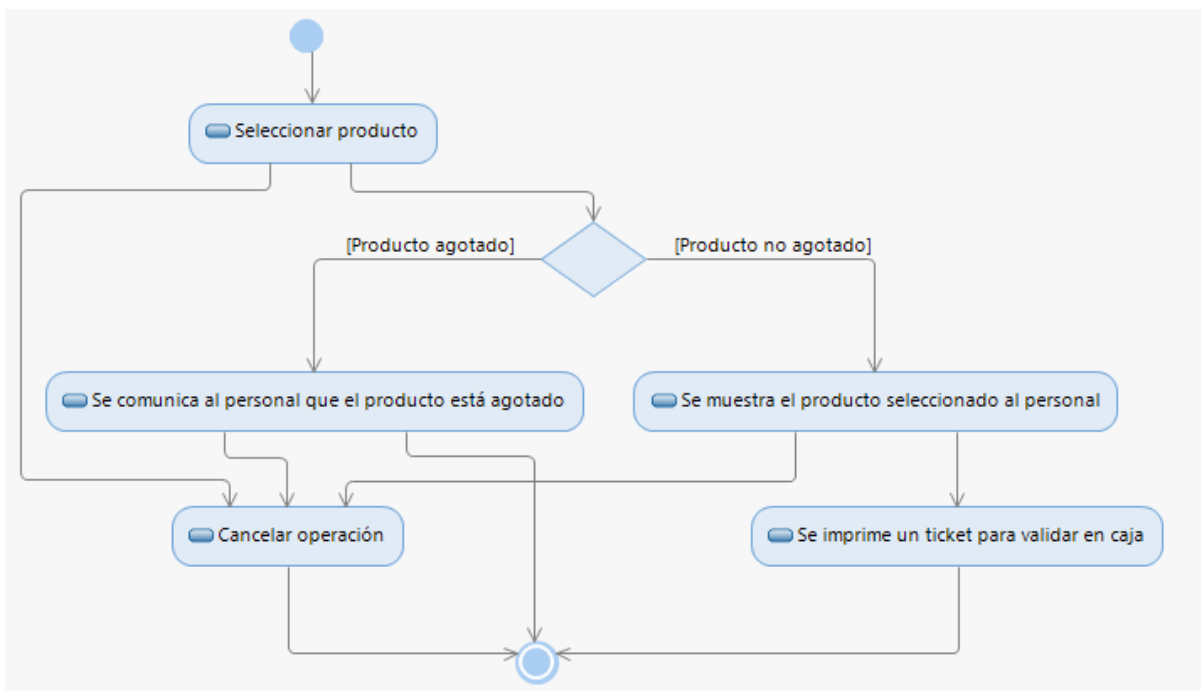 Seleccionar producto
[Producto agotado]
[Producto no agotado]
Se comunica al personal que el producto está agotado
Se muestra el producto seleccionado al personal
Cancelar operación
Se imprime un ticket para validar en caja